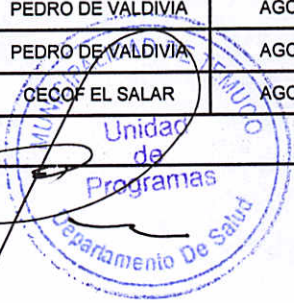 PEDRO DE VALDIVIA AGO
PEDRO DE VALDIVIA AGO
CECOF EL SALAR AGO
MUNICIPALIDAD DE TEMUCO
Unidad
de
Programas
Departamento De Salud